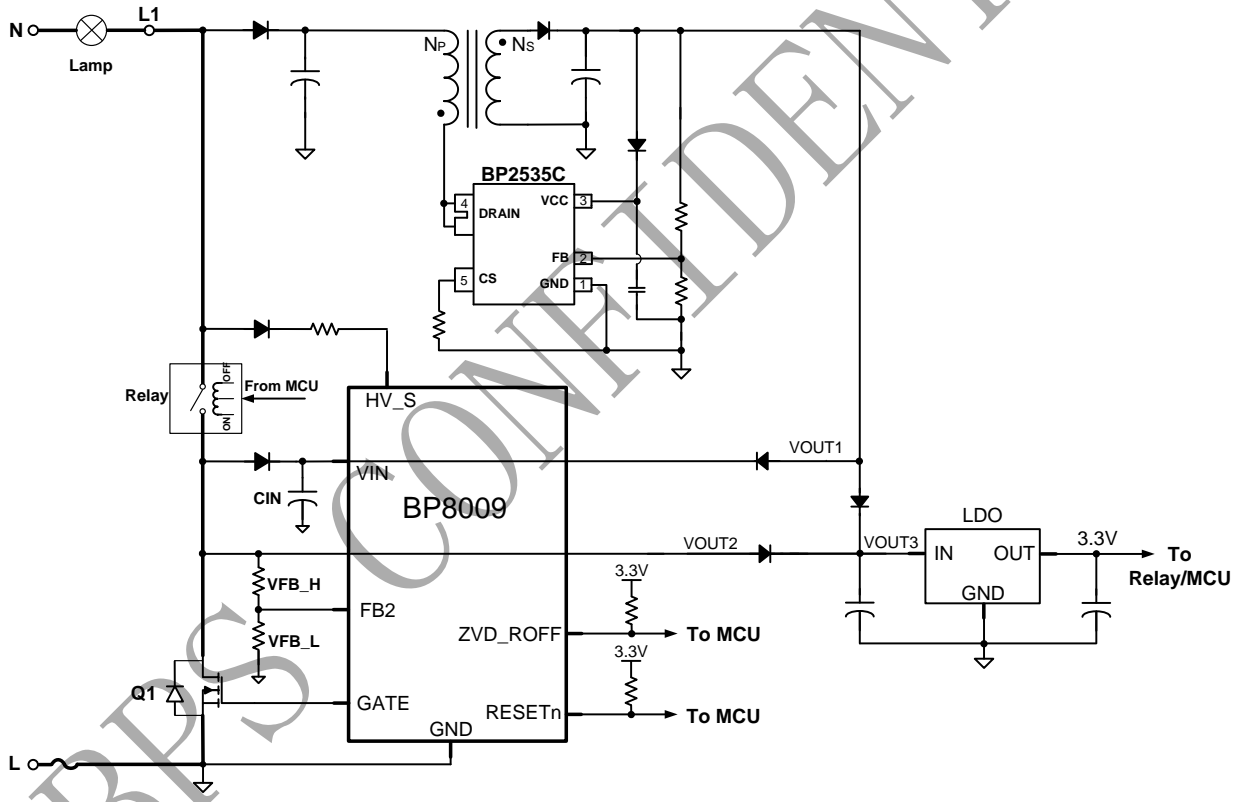 N
L1
Lamp
NP
NS
BP2535C
4
DRAIN
VCC
3
FB
2
5
CS
GND
1
OFF
Relay
From MCU
ON
HV_S
VIN
CIN
BP8009
VOUT1
LDO
VOUT2
VOUT3
IN
OUT
3.3V
To
Relay/MCU
GND
VFB_H
FB2
VFB_L
3.3V
ZVD_ROFF
To MCU
3.3V
Q1
GATE
RESETn
To MCU
GND
L
BPS CONFIDENT